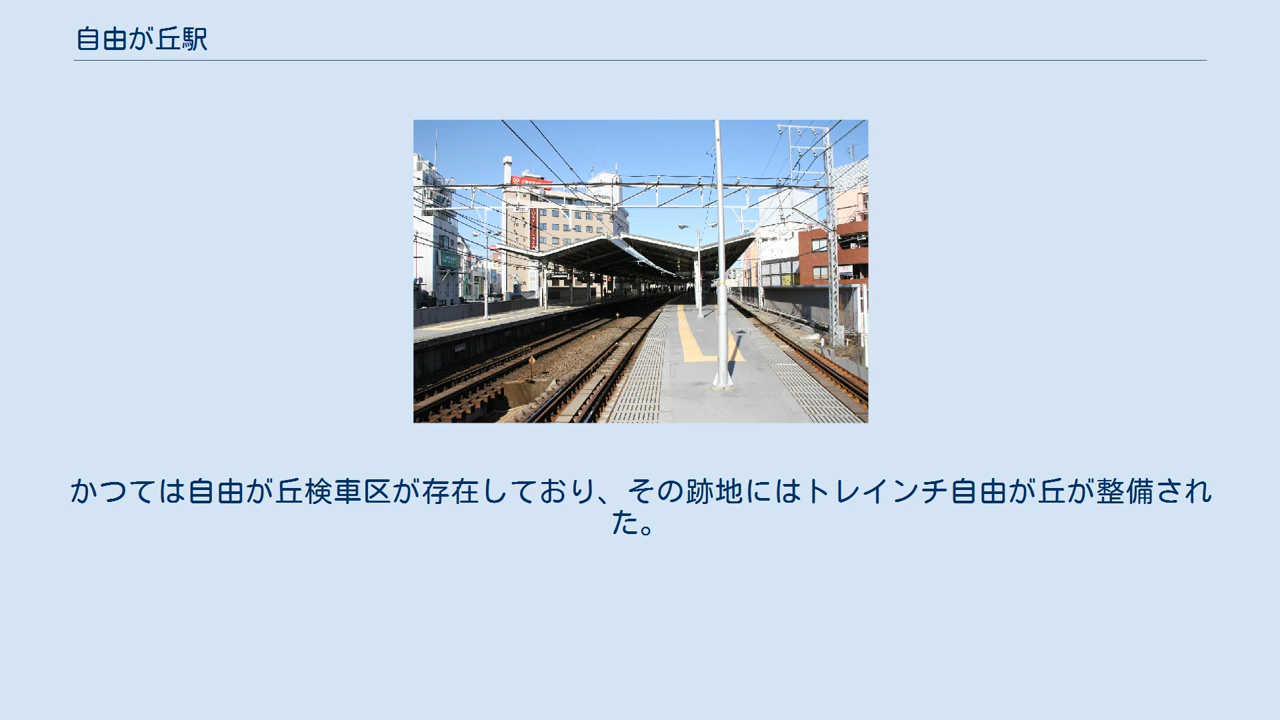 自由が丘駅
かつては自由が丘検車区が存在しており、その跡地にはトレインチ自由が丘が整備され
た。